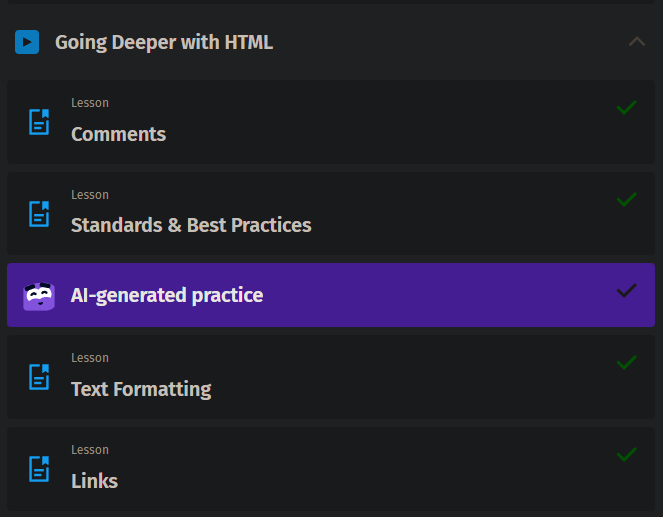 Going Deeper with HTML
Lesson
Comments
Lesson
Standards & Best Practices
AI-generated practice
Lesson
Text Formatting
Lesson
Links